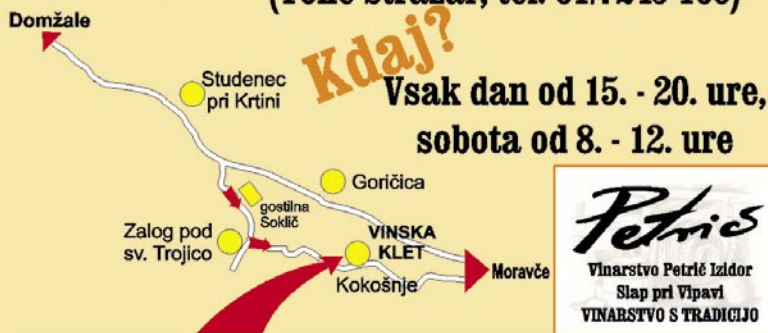 Domžale
Kdaj?
Vsak dan od 15. - 20. ure,
sobota od 8. - 12. ure
Studenec
pri Krtini
Goričica
gostilna
Šoklič
Zalog pod
sv. Trojico
VINSKA
KLET
Kokošnje
Moravče
Petrič
Vinarstvo Petrič Izidor
Slap pri Vipavi
VINARSTVO S TRADICIJO